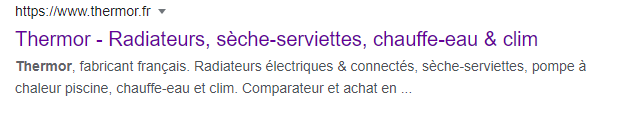 https://www.thermor.fr
Thermor - Radiateurs, sèche-serviettes, chauffe-eau & clim
Thermor, fabricant français. Radiateurs électriques & connectés, sèche-serviettes, pompe à
chaleur piscine, chauffe-eau et clim. Comparateur et achat en ...